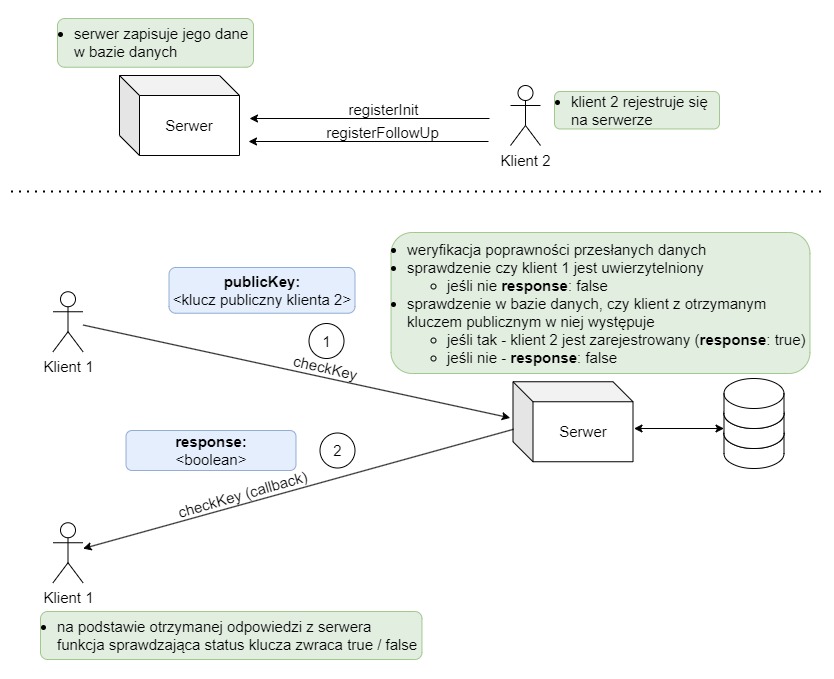 • serwer zapisuje jego dane
w bazie danych
Serwer
registerInit
registerFollowUp
Klient 2
• klient 2 rejestruje się
na serwerze
publicKey:
<klucz publiczny klienta 2>
• weryfikacja poprawności przesłanych danych
• sprawdzenie czy klient 1 jest uwierzytelniony
○ jeśli nie response: false
• sprawdzenie w bazie danych, czy klient z otrzymanym
kluczem publicznym w niej występuje
○ jeśli tak - klient 2 jest zarejestrowany (response: true)
○ jeśli nie - response: false
Klient 1
1
checkKey
Serwer
response:
<boolean>
2
checkKey (callback)
Klient 1
• na podstawie otrzymanej odpowiedzi z serwera
funkcja sprawdzająca status klucza zwraca true / false